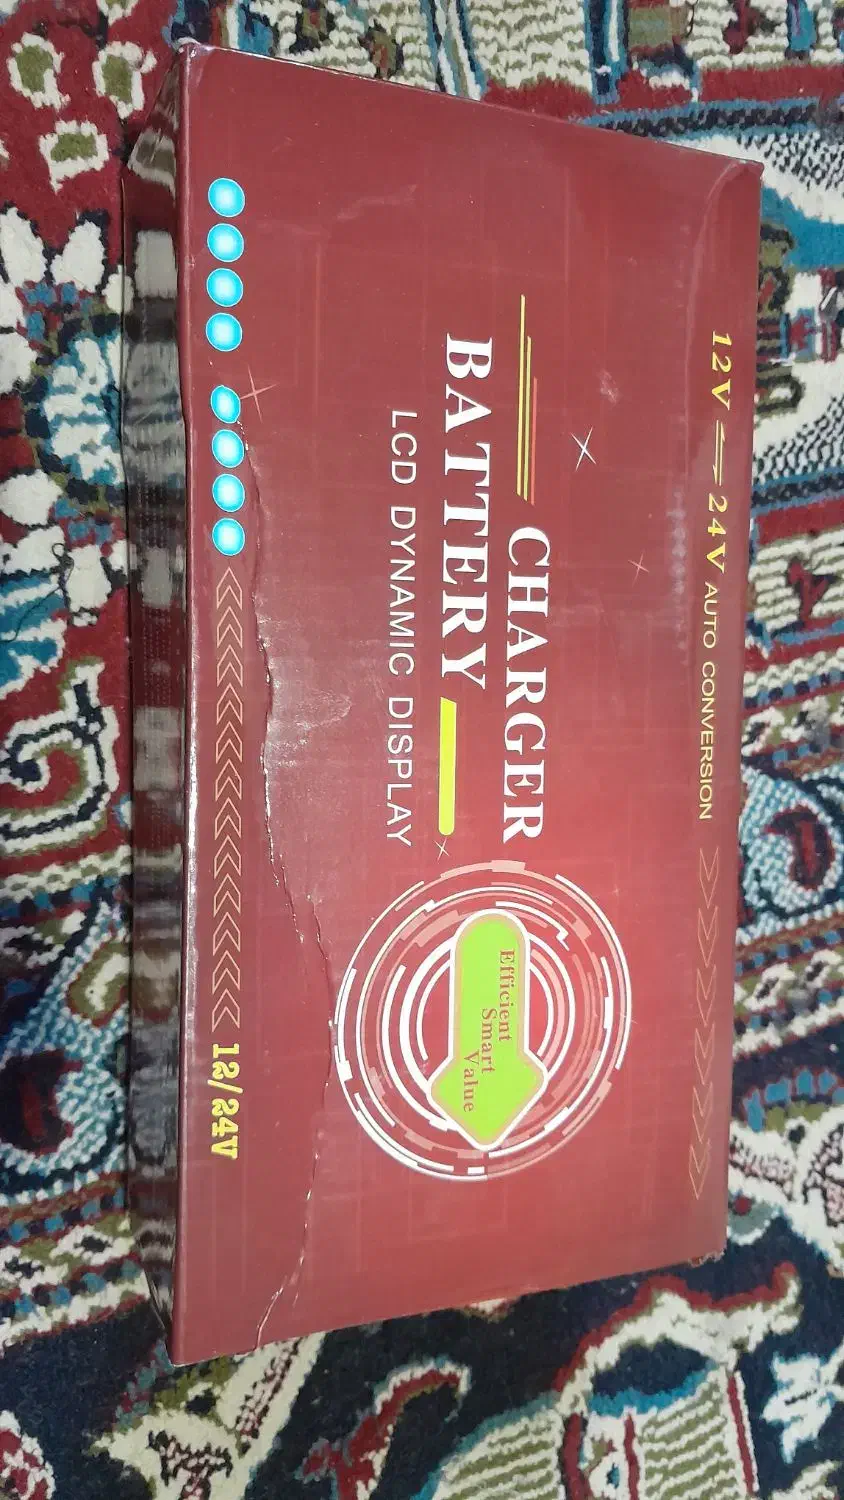 12V ⇌ 24V AUTO CONVERSION
CHARGER
BATTERY
LCD DYNAMIC DISPLAY
Efficient
Smart
Value
12/24V